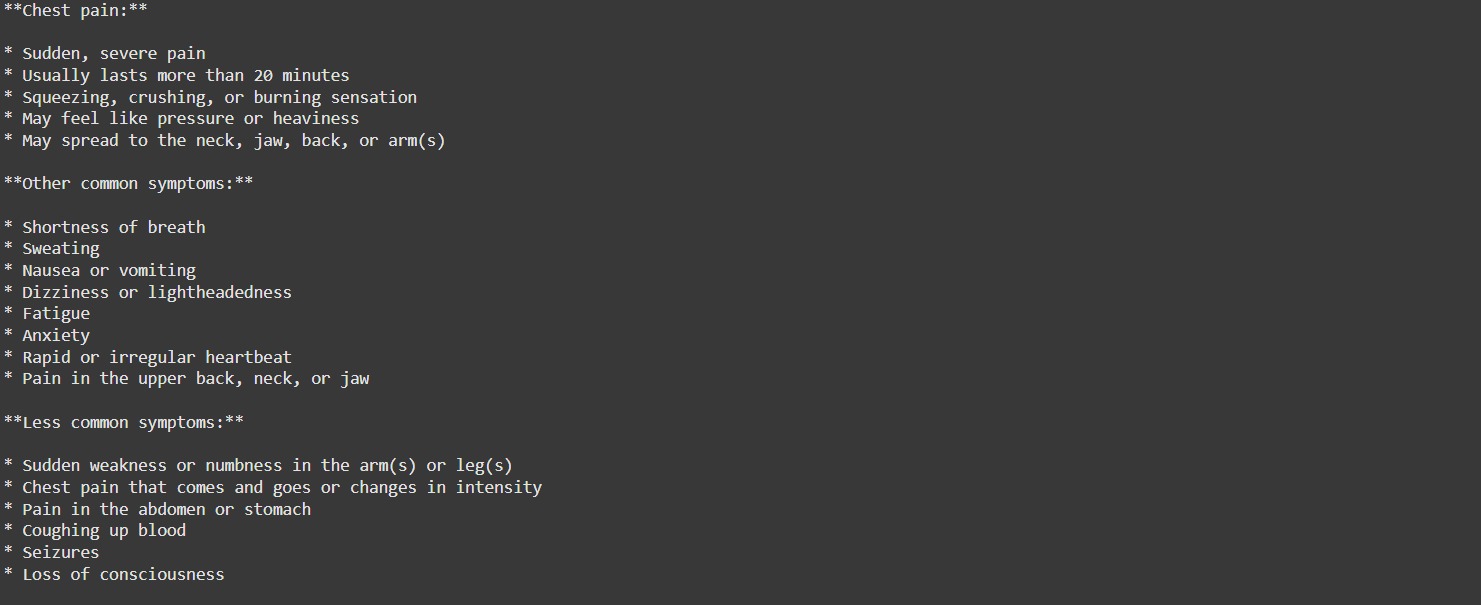 **Chest pain:**
* Sudden, severe pain
* Usually lasts more than 20 minutes
* Squeezing, crushing, or burning sensation
* May feel like pressure or heaviness
* May spread to the neck, jaw, back, or arm(s)
**Other common symptoms:**
* Shortness of breath
* Sweating
* Nausea or vomiting
* Dizziness or lightheadedness
* Fatigue
* Anxiety
* Rapid or irregular heartbeat
* Pain in the upper back, neck, or jaw
**Less common symptoms:**
* Sudden weakness or numbness in the arm(s) or leg(s)
* Chest pain that comes and goes or changes in intensity
* Pain in the abdomen or stomach
* Coughing up blood
* Seizures
* Loss of consciousness